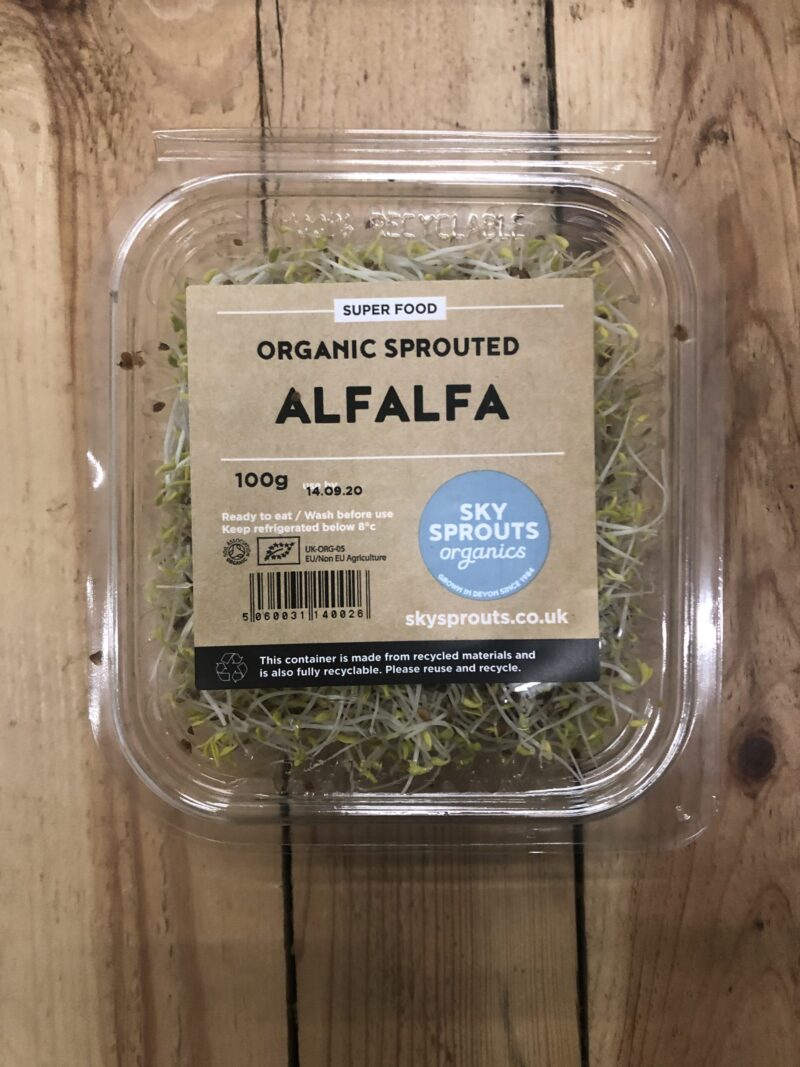 RECYCLABLE
SUPER FOOD
ORGANIC SPROUTED
ALFALFA
100g
use by
14.09.20
Ready to eat / Wash before use
Keep refrigerated below 8°c
UK-ORG-05
EU/Non EU Agriculture
5 060031 140026
SKY
SPROUTS
organics
GROWN IN DEVON SINCE 1984
skysprouts.co.uk
This container is made from recycled materials and
is also fully recyclable. Please reuse and recycle.